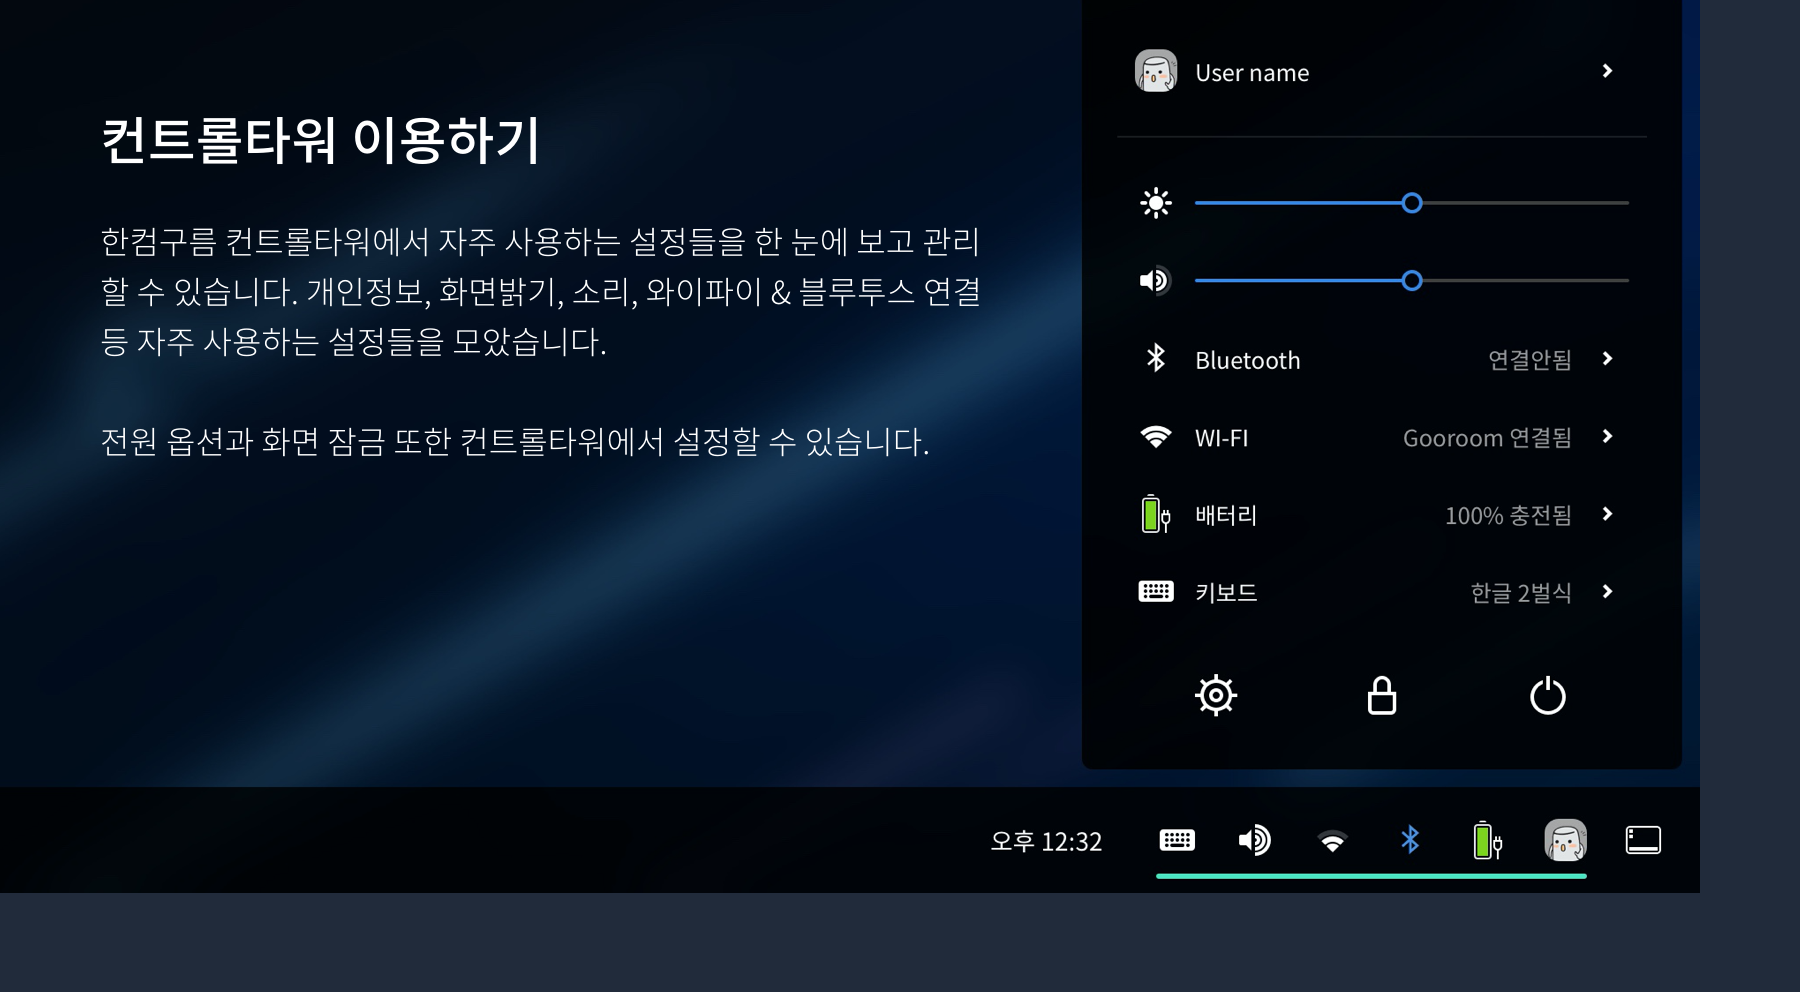 컨트롤타워 이용하기
한컴구름 컨트롤타워에서 자주 사용하는 설정들을 한 눈에 보고 관리
할 수 있습니다. 개인정보, 화면밝기, 소리, 와이파이 & 블루투스 연결
등 자주 사용하는 설정들을 모았습니다.
전원 옵션과 화면 잠금 또한 컨트롤타워에서 설정할 수 있습니다.
User name
Bluetooth 연결안됨
WI-FI Gooroom 연결됨
배터리 100% 충전됨
키보드 한글 2벌식
오후 12:32